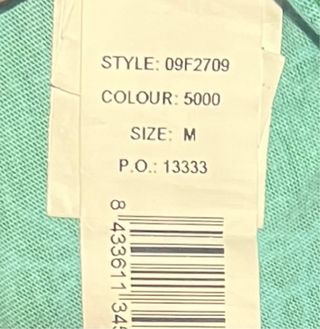 STYLE: 09F2709
COLOUR: 5000
SIZE: M
P.O.: 13333
8 433611 34